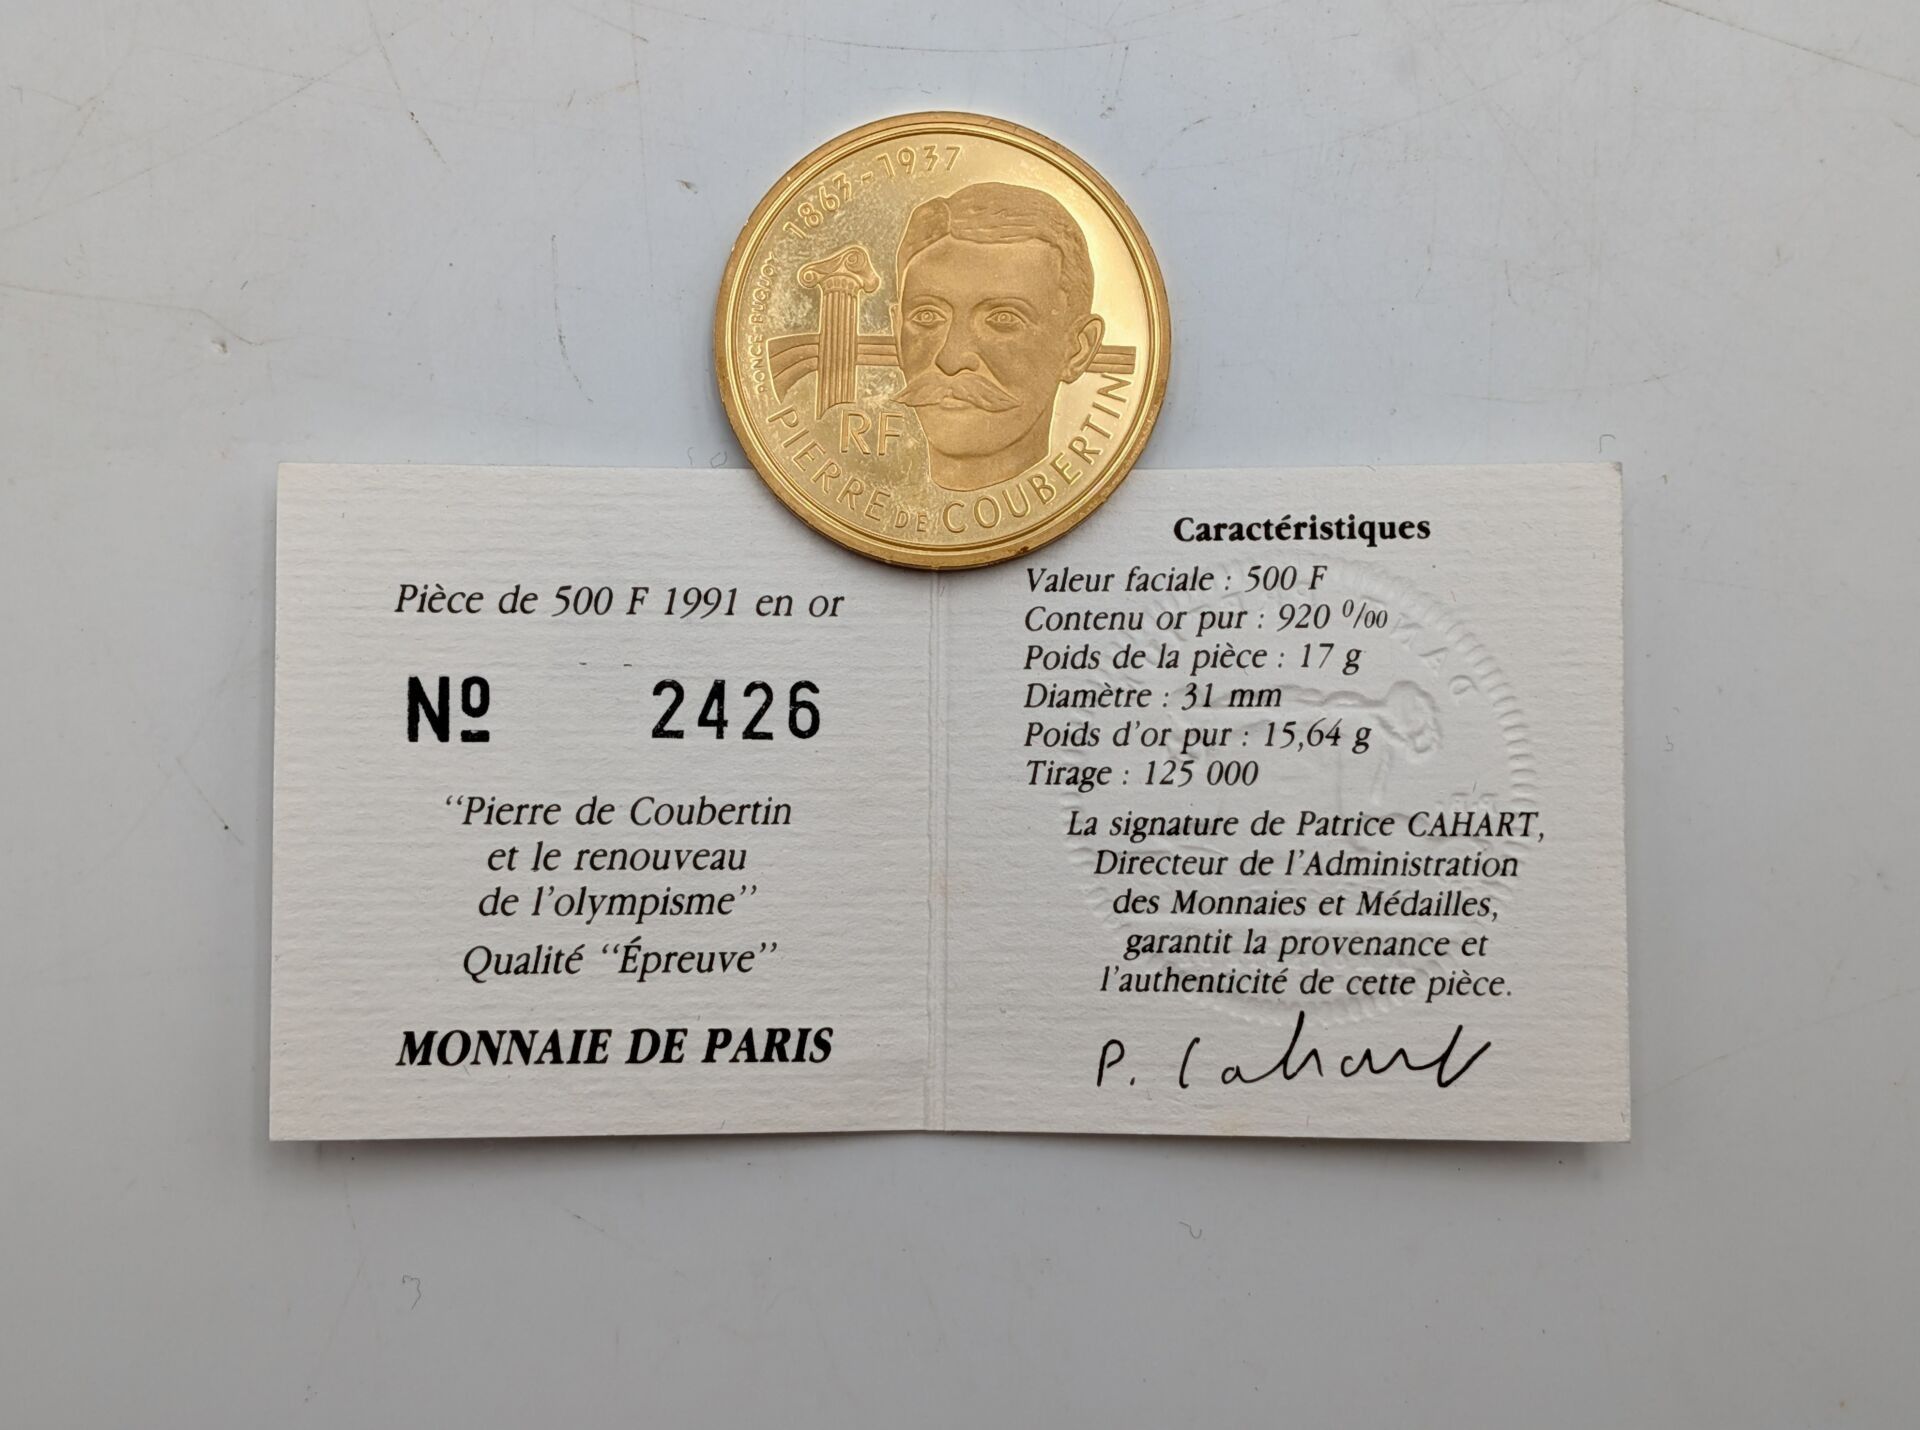 1863-1937
PONCE-BUQUOY
RF
PIERRE DE COUBERTIN
Pièce de 500 F 1991 en or
Nº 2426
‘‘Pierre de Coubertin
et le renouveau
de l’olympisme’’
Qualité ‘‘Épreuve’’
MONNAIE DE PARIS
Caractéristiques
Valeur faciale : 500 F
Contenu or pur : 920 ⁰/₀₀
Poids de la pièce : 17 g
Diamètre : 31 mm
Poids d’or pur : 15,64 g
Tirage : 125 000
La signature de Patrice CAHART,
Directeur de l’Administration
des Monnaies et Médailles,
garantit la provenance et
l’authenticité de cette pièce.
P. Cahart